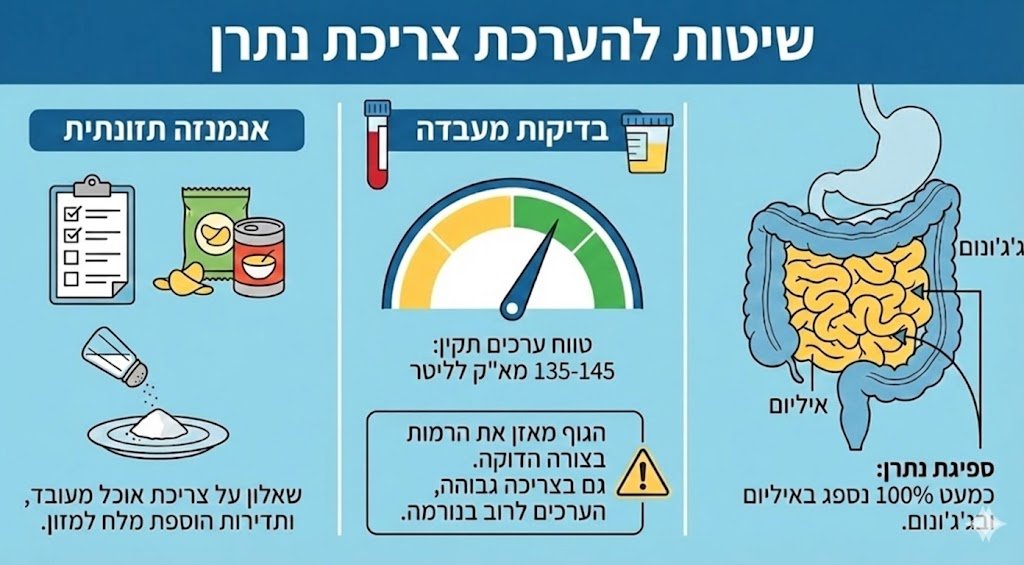 שיטות להערכת צריכת נתרן
אנמנזה תזונתית
שאלון על צריכת אוכל מעובד,
ותדירות הוספת מלח למזון.
בדיקות מעבדה
טווח ערכים תקין:
135-145 מא"ק לליטר
הגוף מאזן את הרמות
בצורה הדוקה.
גם בצריכה גבוהה,
הערכים לרוב בנורמה.
ג'ג'ונום
איליום
ספיגת נתרן:
כמעט 100% נספג באיליום
ובג'ג'ונום.